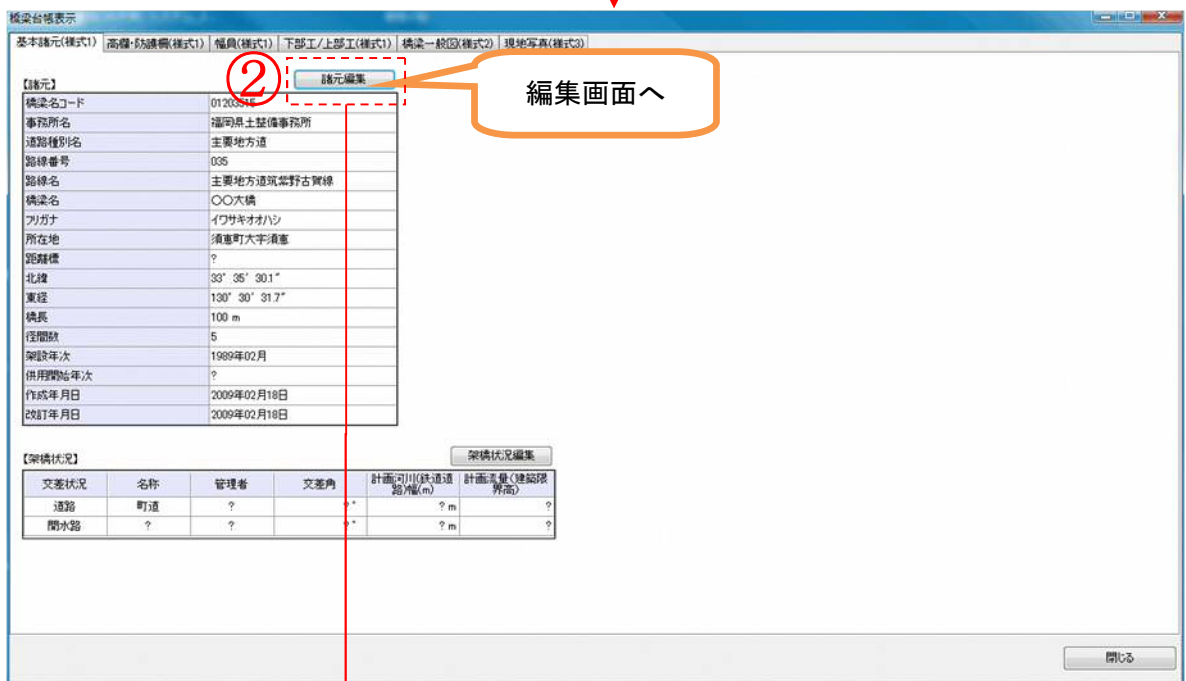 橋梁台帳表示
基本諸元(様式1) 高欄・防護柵(様式1) 幅員(様式1) 下部工/上部工(様式1) 橋梁一般図(様式2) 現地写真(様式3)
② 諸元編集
編集画面へ
【諸元】
橋梁名コード 01203515
事務所名 福岡県土整備事務所
道路種別名 主要地方道
路線番号 035
路線名 主要地方道筑紫野古賀線
橋梁名 〇〇大橋
フリガナ イワサキオオハシ
所在地 須恵町大字須恵
距離標 ?
北緯 33° 35′ 30.1″
東経 130° 30′ 31.7″
橋長 100 m
径間数 5
架設年次 1989年02月
供用開始年次 ?
作成年月日 2009年02月18日
改訂年月日 2009年02月18日
【架橋状況】 架橋状況編集
交差状況 名称 管理者 交差角 計画河川(鉄道道路)幅(m) 計画流量(建築限界高)
道路 町道 ? ?° ? m ?
開水路 ? ? ?° ? m ?
閉じる